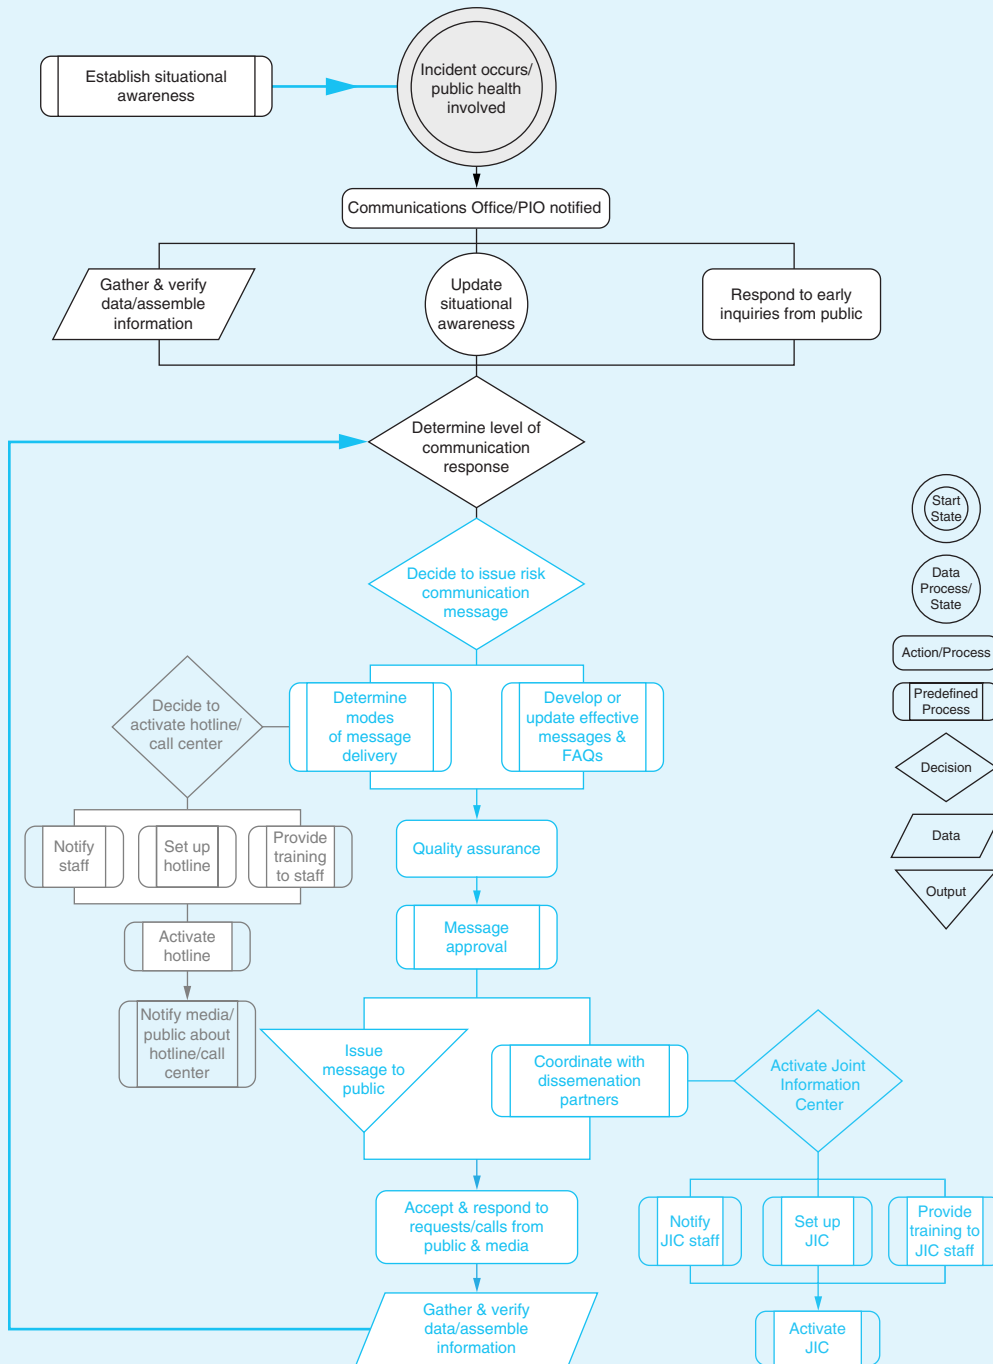 Establish situational
awareness
Incident occurs/
public health
involved
Communications Office/PIO notified
Gather & verify
data/assemble
information
Update
situational
awareness
Respond to early
inquiries from public
Determine level of
communication
response
Decide to issue risk
communication
message
Decide to
activate hotline/
call center
Determine
modes
of message
delivery
Develop or
update effective
messages &
FAQs
Notify
staff
Set up
hotline
Provide
training
to staff
Activate
hotline
Notify media/
public about
hotline/call
center
Quality assurance
Message
approval
Issue
message to
public
Coordinate with
dissemenation
partners
Activate Joint
Information
Center
Accept & respond to
requests/calls from
public & media
Notify
JIC staff
Set up
JIC
Provide
training to
JIC staff
Gather & verify
data/assemble
information
Activate
JIC
Start
State
Data
Process/
State
Action/Process
Predefined
Process
Decision
Data
Output